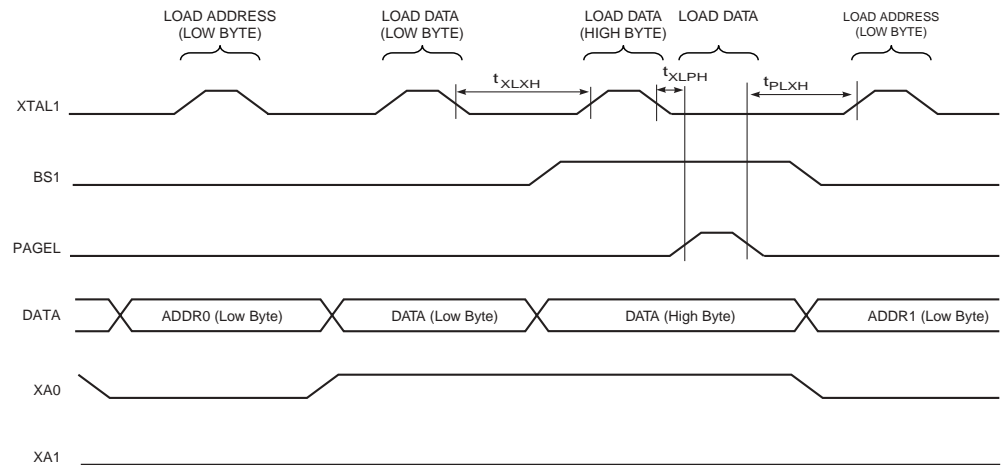 LOAD ADDRESS
(LOW BYTE)
LOAD DATA
(LOW BYTE)
LOAD DATA
(HIGH BYTE)
LOAD DATA
LOAD ADDRESS
(LOW BYTE)
XTAL1
tXLXH
tXLPH
tPLXH
BS1
PAGEL
DATA
ADDR0 (Low Byte)
DATA (Low Byte)
DATA (High Byte)
ADDR1 (Low Byte)
XA0
XA1